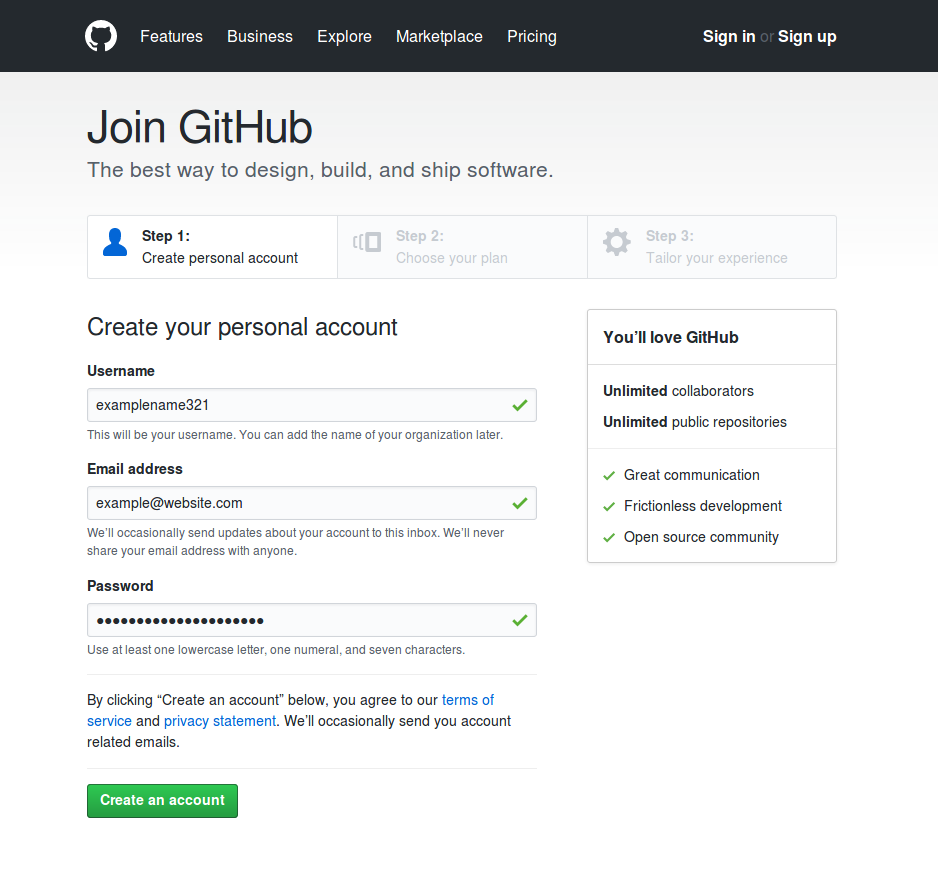 Features Business Explore Marketplace Pricing Sign in or Sign up
Join GitHub
The best way to design, build, and ship software.
Step 1:
Create personal account
Step 2:
Choose your plan
Step 3:
Tailor your experience
Create your personal account
Username
examplename321
This will be your username. You can add the name of your organization later.
Email address
example@website.com
We’ll occasionally send updates about your account to this inbox. We’ll never
share your email address with anyone.
Password
●●●●●●●●●●●●●●●●●●●●●
Use at least one lowercase letter, one numeral, and seven characters.
By clicking “Create an account” below, you agree to our terms of
service and privacy statement. We’ll occasionally send you account
related emails.
Create an account
You’ll love GitHub
Unlimited collaborators
Unlimited public repositories
Great communication
Frictionless development
Open source community